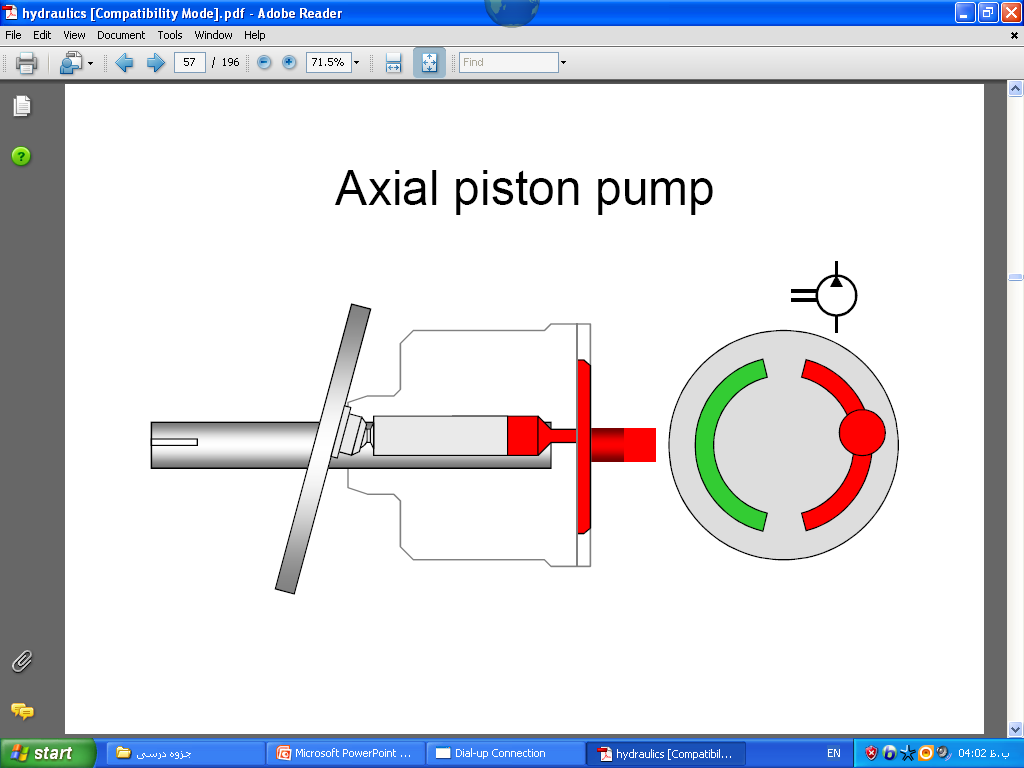 hydraulics [Compatibility Mode].pdf - Adobe Reader
File Edit View Document Tools Window Help
57 / 196 71.5% Find
Axial piston pump
start جزوه درسی Microsoft PowerPoint ... Dial-up Connection hydraulics [Compatibil... EN 04:02 ب.ظ